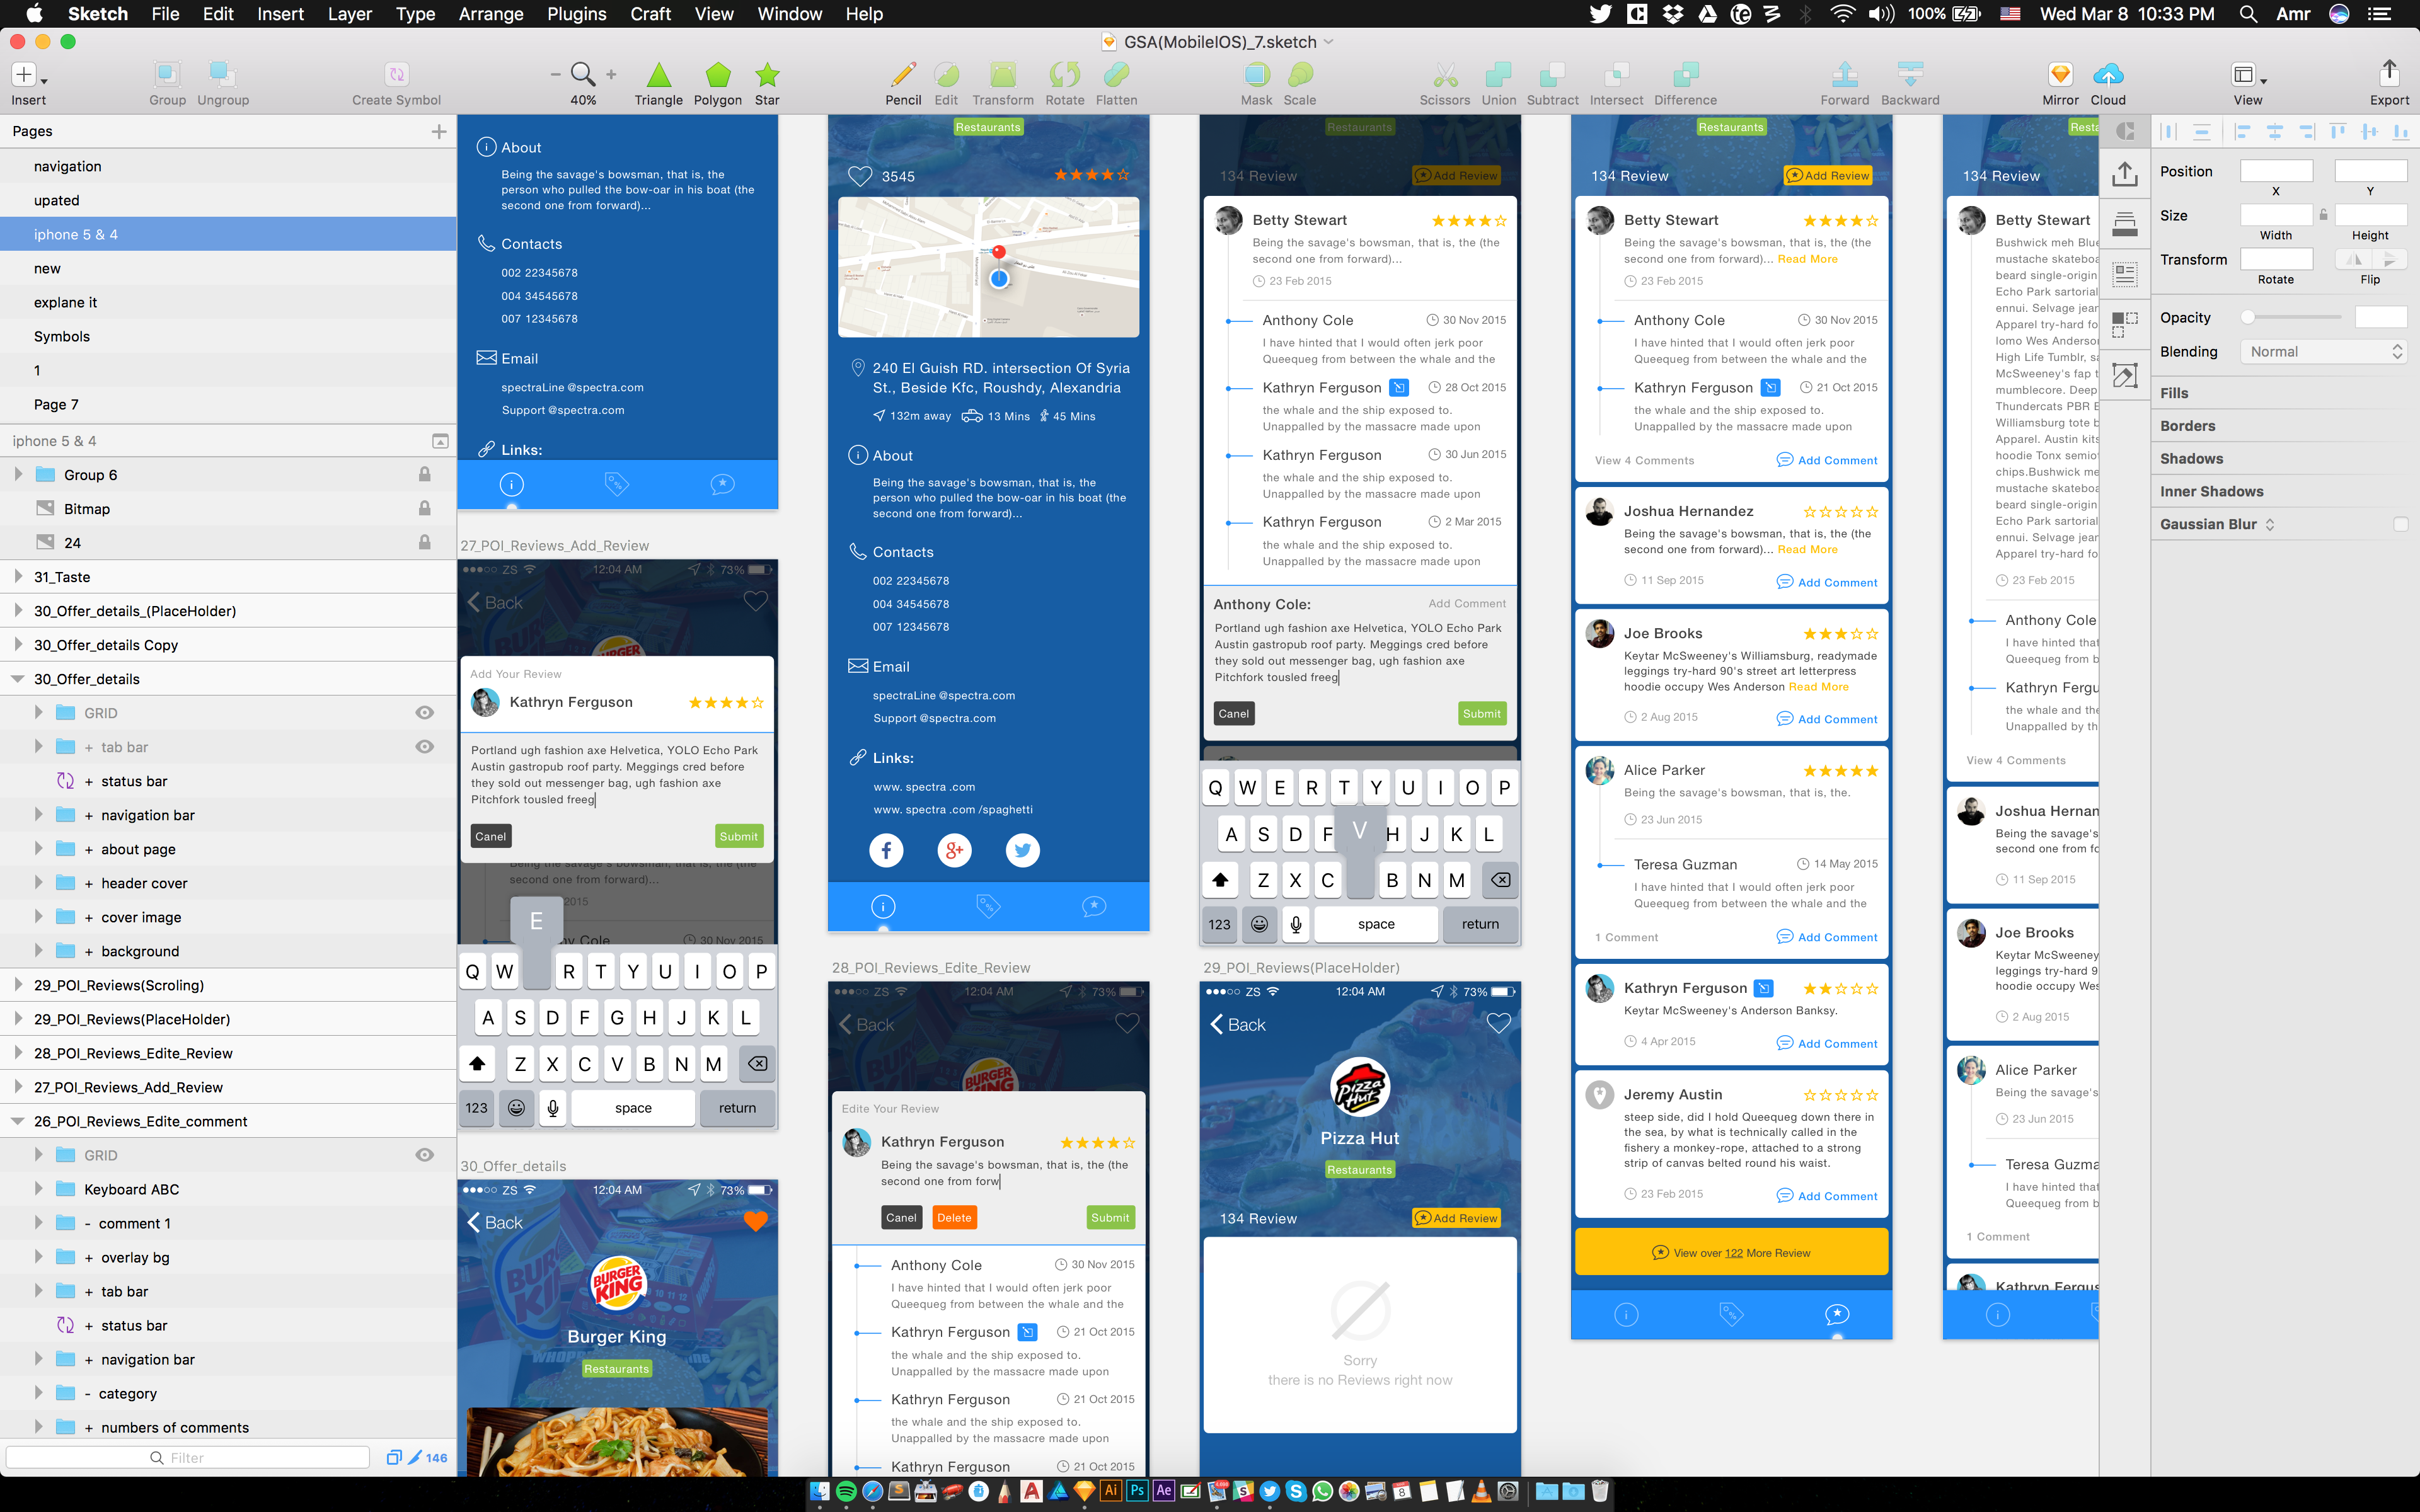 Sketch File Edit Insert Layer Type Arrange Plugins Craft View Window Help
100% Wed Mar 8 10:33 PM Amr
GSA(MobileIOS)_7.sketch
Insert Group Ungroup Create Symbol 40% Triangle Polygon Star Pencil Edit Transform Rotate Flatten Mask Scale Scissors Union Subtract Intersect Difference Forward Backward Mirror Cloud View Export
Pages
navigation
upated
iphone 5 & 4
new
explane it
Symbols
1
Page 7
iphone 5 & 4
Group 6
Bitmap
24
31_Taste
30_Offer_details_(PlaceHolder)
30_Offer_details Copy
30_Offer_details
GRID
+ tab bar
+ status bar
+ navigation bar
+ about page
+ header cover
+ cover image
+ background
29_POI_Reviews(Scroling)
29_POI_Reviews(PlaceHolder)
28_POI_Reviews_Edite_Review
27_POI_Reviews_Add_Review
26_POI_Reviews_Edite_comment
GRID
Keyboard ABC
- comment 1
+ overlay bg
+ tab bar
+ status bar
+ navigation bar
- category
+ numbers of comments
Filter
146
About
Being the savage's bowsman, that is, the
person who pulled the bow-oar in his boat (the
second one from forward)...
Contacts
002 22345678
004 34545678
007 12345678
Email
spectraLine @spectra.com
Support @spectra.com
Links:
27_POI_Reviews_Add_Review
ZS 12:04 AM 73%
Back
Add Your Review
Kathryn Ferguson
Portland ugh fashion axe Helvetica, YOLO Echo Park
Austin gastropub roof party. Meggings cred before
they sold out messenger bag, ugh fashion axe
Pitchfork tousled freeg
Canel Submit
Being the savage's bowsman, that is, the (the
second one from forward)...
2015
Cole 30 Nov 2015
E
Q W R T Y U I O P
A S D F G H J K L
Z X C V B N M
123 space return
30_Offer_details
ZS 12:04 AM 73%
Back
BURGER KING
Burger King
Restaurants
Restaurants
3545
240 El Guish RD. intersection Of Syria
St., Beside Kfc, Roushdy, Alexandria
132m away 13 Mins 45 Mins
About
Being the savage's bowsman, that is, the
person who pulled the bow-oar in his boat (the
second one from forward)...
Contacts
002 22345678
004 34545678
007 12345678
Email
spectraLine @spectra.com
Support @spectra.com
Links:
www. spectra .com
www. spectra .com /spaghetti
28_POI_Reviews_Edite_Review
ZS 12:04 AM 73%
Back
BURGER
Edite Your Review
Kathryn Ferguson
Being the savage's bowsman, that is, the (the
second one from forw
Canel Delete Submit
Anthony Cole 30 Nov 2015
I have hinted that I would often jerk poor
Queequeg from between the whale and the
Kathryn Ferguson 21 Oct 2015
the whale and the ship exposed to.
Unappalled by the massacre made upon
Kathryn Ferguson 21 Oct 2015
the whale and the ship exposed to.
Unappalled by the massacre made upon
Kathryn Ferguson 21 Oct 2015
Restaurants
134 Review Add Review
Betty Stewart
Being the savage's bowsman, that is, the (the
second one from forward)...
23 Feb 2015
Anthony Cole 30 Nov 2015
I have hinted that I would often jerk poor
Queequeg from between the whale and the
Kathryn Ferguson 28 Oct 2015
the whale and the ship exposed to.
Unappalled by the massacre made upon
Kathryn Ferguson 30 Jun 2015
the whale and the ship exposed to.
Unappalled by the massacre made upon
Kathryn Ferguson 2 Mar 2015
the whale and the ship exposed to.
Unappalled by the massacre made upon
Anthony Cole: Add Comment
Portland ugh fashion axe Helvetica, YOLO Echo Park
Austin gastropub roof party. Meggings cred before
they sold out messenger bag, ugh fashion axe
Pitchfork tousled freeg
Canel Submit
Q W E R T Y U I O P
A S D F V H J K L
Z X C B N M
123 space return
29_POI_Reviews(PlaceHolder)
ZS 12:04 AM 73%
Back
Pizza Hut
Pizza Hut
Restaurants
134 Review Add Review
Sorry
there is no Reviews right now
Restaurants
134 Review Add Review
Betty Stewart
Being the savage's bowsman, that is, the (the
second one from forward)... Read More
23 Feb 2015
Anthony Cole 30 Nov 2015
I have hinted that I would often jerk poor
Queequeg from between the whale and the
Kathryn Ferguson 21 Oct 2015
the whale and the ship exposed to.
Unappalled by the massacre made upon
View 4 Comments Add Comment
Joshua Hernandez
Being the savage's bowsman, that is, the (the
second one from forward)... Read More
11 Sep 2015 Add Comment
Joe Brooks
Keytar McSweeney's Williamsburg, readymade
leggings try-hard 90's street art letterpress
hoodie occupy Wes Anderson Read More
2 Aug 2015 Add Comment
Alice Parker
Being the savage's bowsman, that is, the.
23 Jun 2015
Teresa Guzman 14 May 2015
I have hinted that I would often jerk poor
Queequeg from between the whale and the
1 Comment Add Comment
Kathryn Ferguson
Keytar McSweeney's Anderson Banksy.
4 Apr 2015 Add Comment
Jeremy Austin
steep side, did I hold Queequeg down there in
the sea, by what is technically called in the
fishery a monkey-rope, attached to a strong
strip of canvas belted round his waist.
23 Feb 2015 Add Comment
View over 122 More Review
Resta
134 Review
Betty Stewart
Bushwick meh Blue
mustache skateboa
beard single-origin
Echo Park sartorial
ennui. Selvage jean
Apparel try-hard fo
lomo Wes Anderson
High Life Tumblr, sa
McSweeney's fap t
mumblecore. Deep
Thundercats PBR E
Williamsburg tote b
Apparel. Austin kits
hoodie Tonx semiot
chips.Bushwick me
mustache skateboa
beard single-origin
Echo Park sartorial
ennui. Selvage jean
Apparel try-hard fo
23 Feb 2015
Anthony Cole
I have hinted that
Queequeg from b
Kathryn Fergu
the whale and the
Unappalled by th
View 4 Comments
Joshua Hernan
Being the savage's
second one from fo
11 Sep 2015
Joe Brooks
Keytar McSweeney
leggings try-hard 9
hoodie occupy Wes
2 Aug 2015
Alice Parker
Being the savage's
23 Jun 2015
Teresa Guzma
I have hinted that
Queequeg from b
1 Comment
Kathryn Fergus
Position
X Y
Size
Width Height
Transform
Rotate Flip
Opacity
Blending Normal
Fills
Borders
Shadows
Inner Shadows
Gaussian Blur
Ai Ps Ae